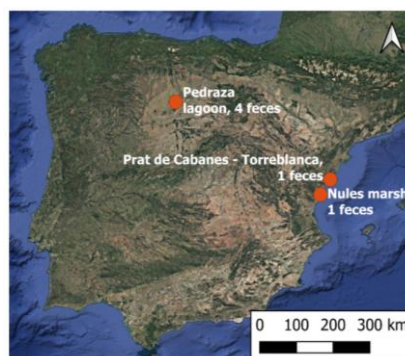 Pedraza
lagoon, 4 feces
Prat de Cabanes - Torreblanca,
1 feces
Nules marsh
1 feces
0 100 200 300 km